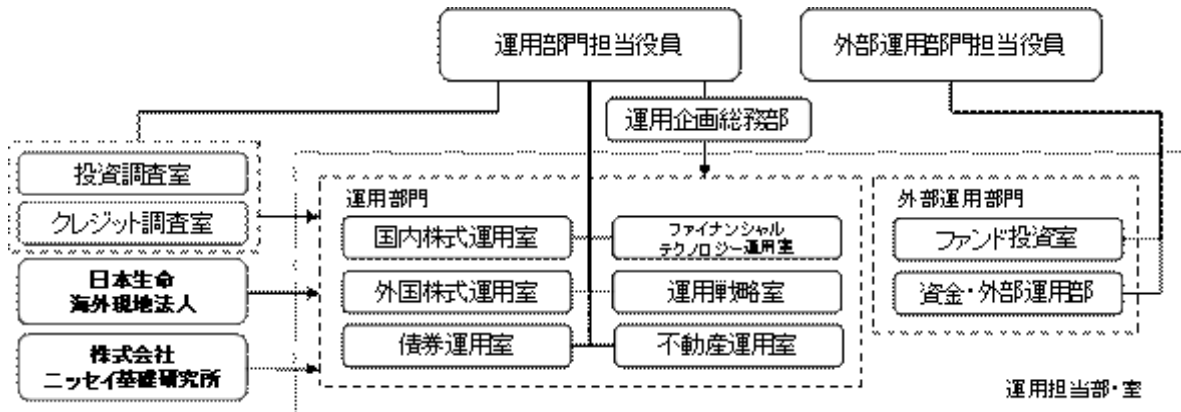 運用部門担当役員
外部運用部門担当役員
運用企画総務部
投資調査室
クレジット調査室
日本生命
海外現地法人
株式会社
ニッセイ基礎研究所
運用部門
国内株式運用室
ファイナンシャル
テクノロジー運用室
外国株式運用室
運用戦略室
債券運用室
不動産運用室
外部運用部門
ファンド投資室
資金・外部運用部
運用担当部・室